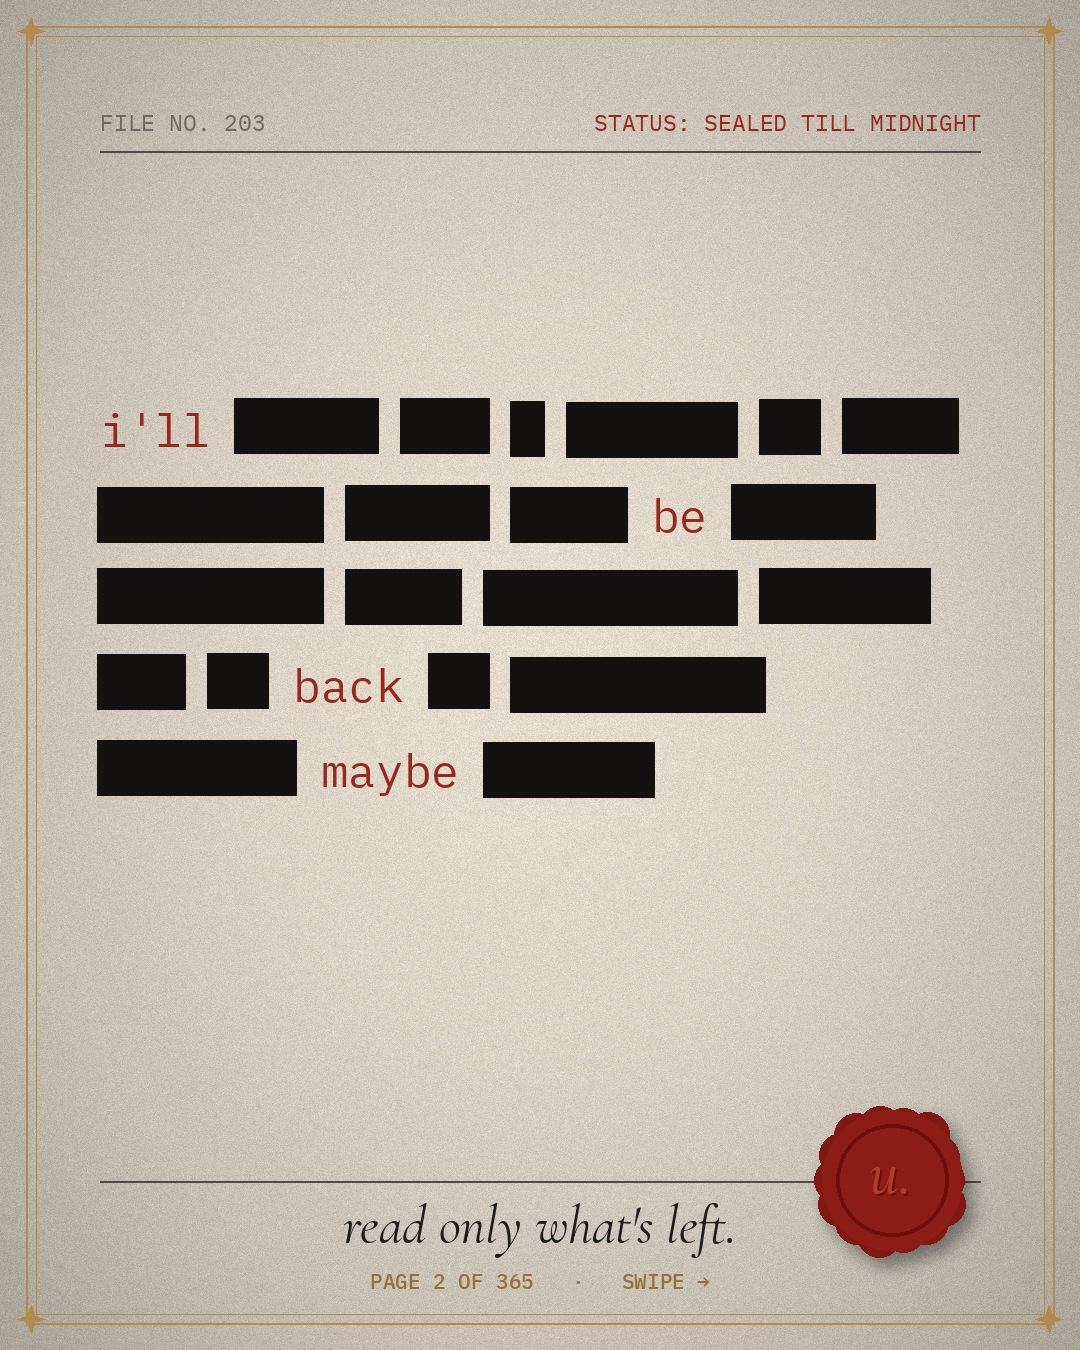 FILE NO. 203 STATUS: SEALED TILL MIDNIGHT
i'll
be
back
maybe
u.
read only what's left.
PAGE 2 OF 365 · SWIPE →